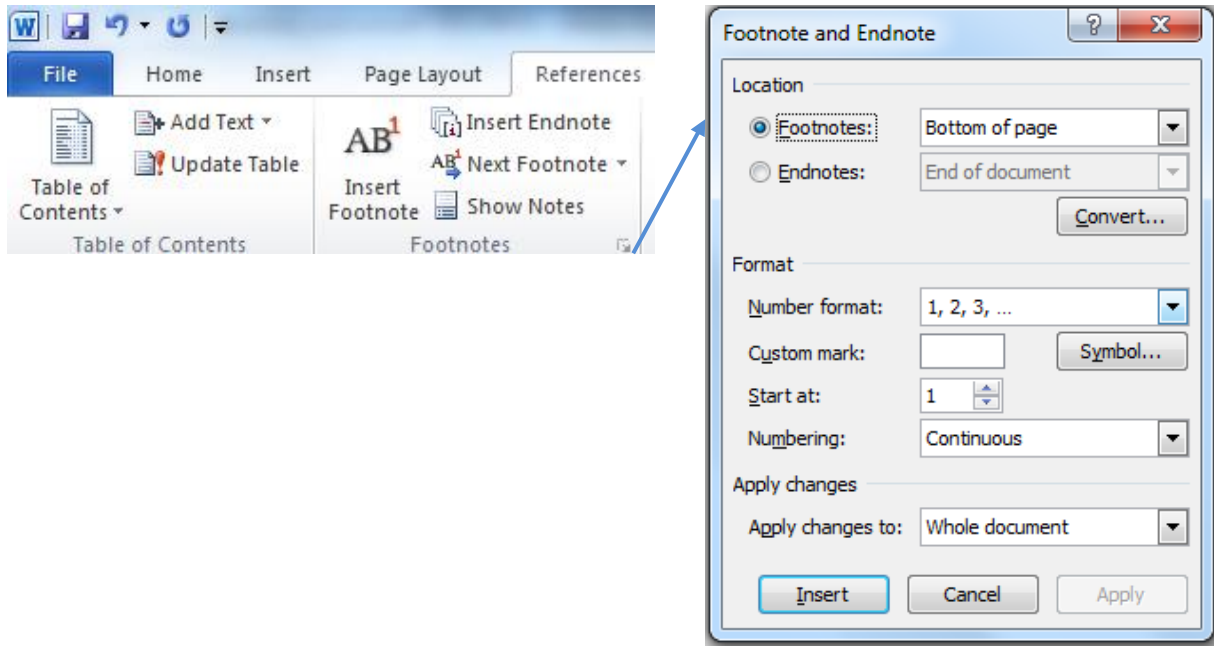 W
File Home Insert Page Layout References
Add Text
Update Table
Table of
Contents
Table of Contents
AB1
Insert
Footnote
Insert Endnote
AB1 Next Footnote
Show Notes
Footnotes
Footnote and Endnote
?
Location
Footnotes: Bottom of page
Endnotes: End of document
Convert...
Format
Number format: 1, 2, 3, ...
Custom mark: Symbol...
Start at: 1
Numbering: Continuous
Apply changes
Apply changes to: Whole document
Insert Cancel Apply